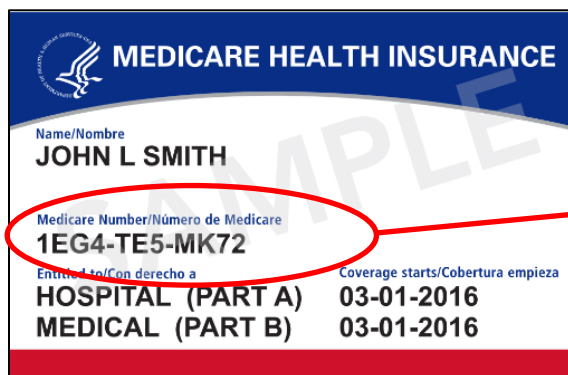 MEDICARE HEALTH INSURANCE
Name/Nombre
JOHN L SMITH
Medicare Number/Número de Medicare
1EG4-TE5-MK72
Entitled to/Con derecho a Coverage starts/Cobertura empieza
HOSPITAL (PART A) 03-01-2016
MEDICAL (PART B) 03-01-2016
SAMPLE